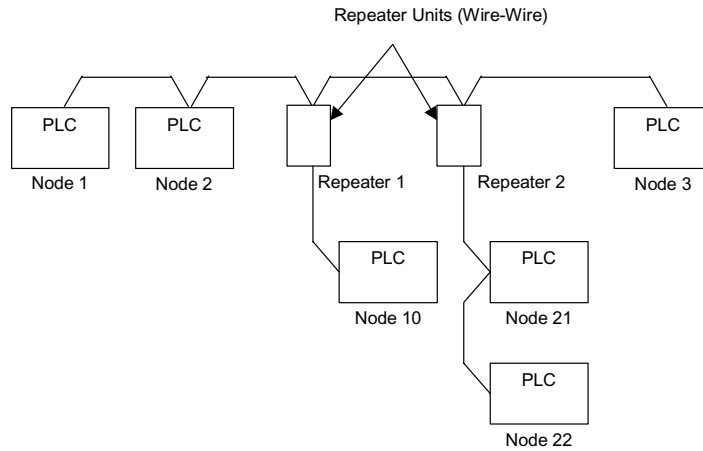 Repeater Units (Wire-Wire)
PLC
PLC
PLC
Node 1
Node 2
Repeater 1
Repeater 2
Node 3
PLC
PLC
Node 10
Node 21
PLC
Node 22